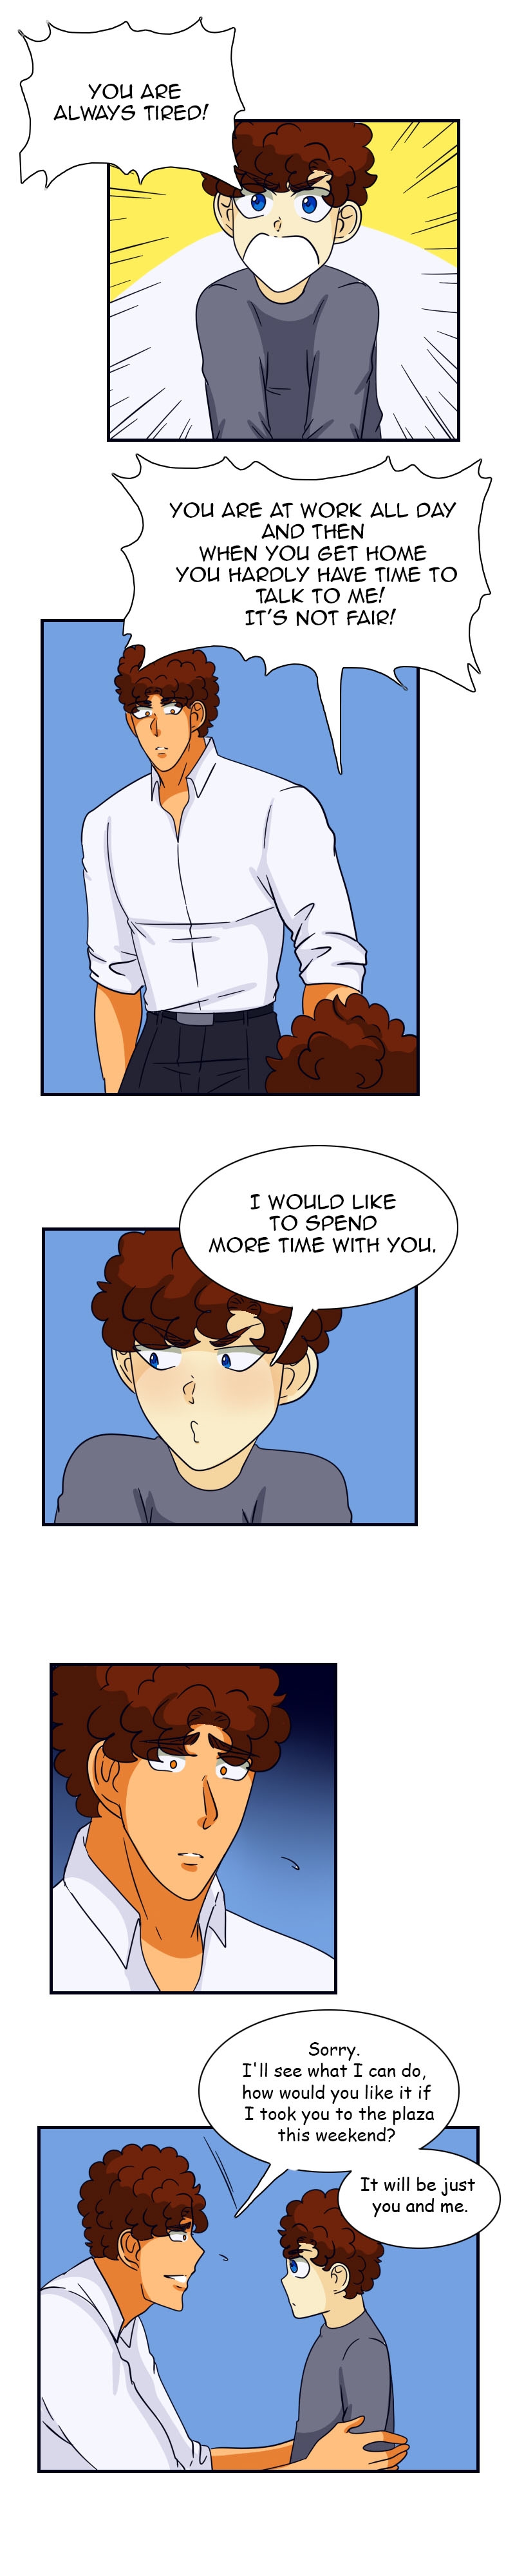 YOU ARE
ALWAYS TIRED!
YOU ARE AT WORK ALL DAY
AND THEN
WHEN YOU GET HOME
YOU HARDLY HAVE TIME TO
TALK TO ME!
IT'S NOT FAIR!
I WOULD LIKE
TO SPEND
MORE TIME WITH YOU.
Sorry.
I'll see what I can do,
how would you like it if
I took you to the plaza
this weekend?
It will be just
you and me.